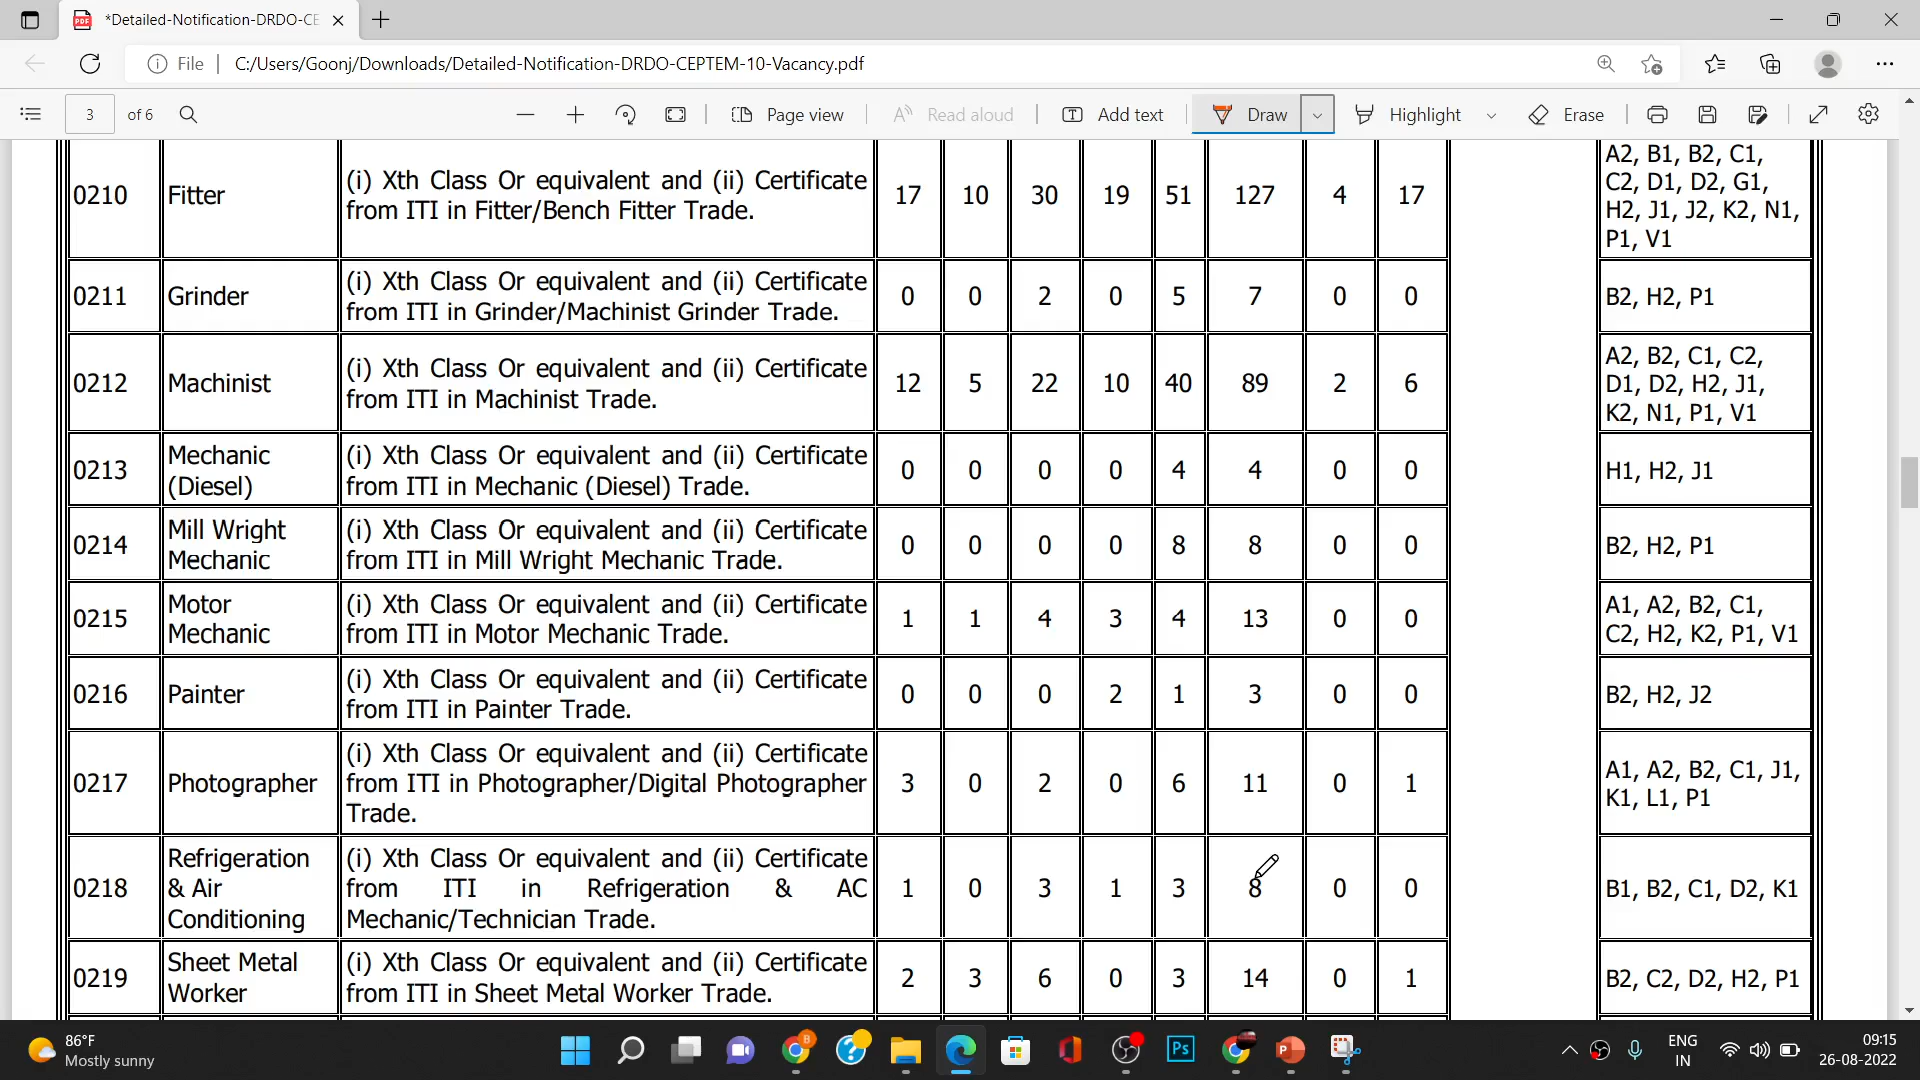 *Detailed-Notification-DRDO-CE
File
C:/Users/Goonj/Downloads/Detailed-Notification-DRDO-CEPTEM-10-Vacancy.pdf
3 of 6
Page view
Read aloud
Add text
Draw
Highlight
Erase
0210 Fitter (i) Xth Class Or equivalent and (ii) Certificate from ITI in Fitter/Bench Fitter Trade. 17 10 30 19 51 127 4 17 A2, B1, B2, C1, C2, D1, D2, G1, H2, J1, J2, K2, N1, P1, V1
0211 Grinder (i) Xth Class Or equivalent and (ii) Certificate from ITI in Grinder/Machinist Grinder Trade. 0 0 2 0 5 7 0 0 B2, H2, P1
0212 Machinist (i) Xth Class Or equivalent and (ii) Certificate from ITI in Machinist Trade. 12 5 22 10 40 89 2 6 A2, B2, C1, C2, D1, D2, H2, J1, K2, N1, P1, V1
0213 Mechanic (Diesel) (i) Xth Class Or equivalent and (ii) Certificate from ITI in Mechanic (Diesel) Trade. 0 0 0 0 4 4 0 0 H1, H2, J1
0214 Mill Wright Mechanic (i) Xth Class Or equivalent and (ii) Certificate from ITI in Mill Wright Mechanic Trade. 0 0 0 0 8 8 0 0 B2, H2, P1
0215 Motor Mechanic (i) Xth Class Or equivalent and (ii) Certificate from ITI in Motor Mechanic Trade. 1 1 4 3 4 13 0 0 A1, A2, B2, C1, C2, H2, K2, P1, V1
0216 Painter (i) Xth Class Or equivalent and (ii) Certificate from ITI in Painter Trade. 0 0 0 2 1 3 0 0 B2, H2, J2
0217 Photographer (i) Xth Class Or equivalent and (ii) Certificate from ITI in Photographer/Digital Photographer Trade. 3 0 2 0 6 11 0 1 A1, A2, B2, C1, J1, K1, L1, P1
0218 Refrigeration & Air Conditioning (i) Xth Class Or equivalent and (ii) Certificate from ITI in Refrigeration & AC Mechanic/Technician Trade. 1 0 3 1 3 8 0 0 B1, B2, C1, D2, K1
0219 Sheet Metal Worker (i) Xth Class Or equivalent and (ii) Certificate from ITI in Sheet Metal Worker Trade. 2 3 6 0 3 14 0 1 B2, C2, D2, H2, P1
86°F
Mostly sunny
Ps
ENG
IN
09:15
26-08-2022